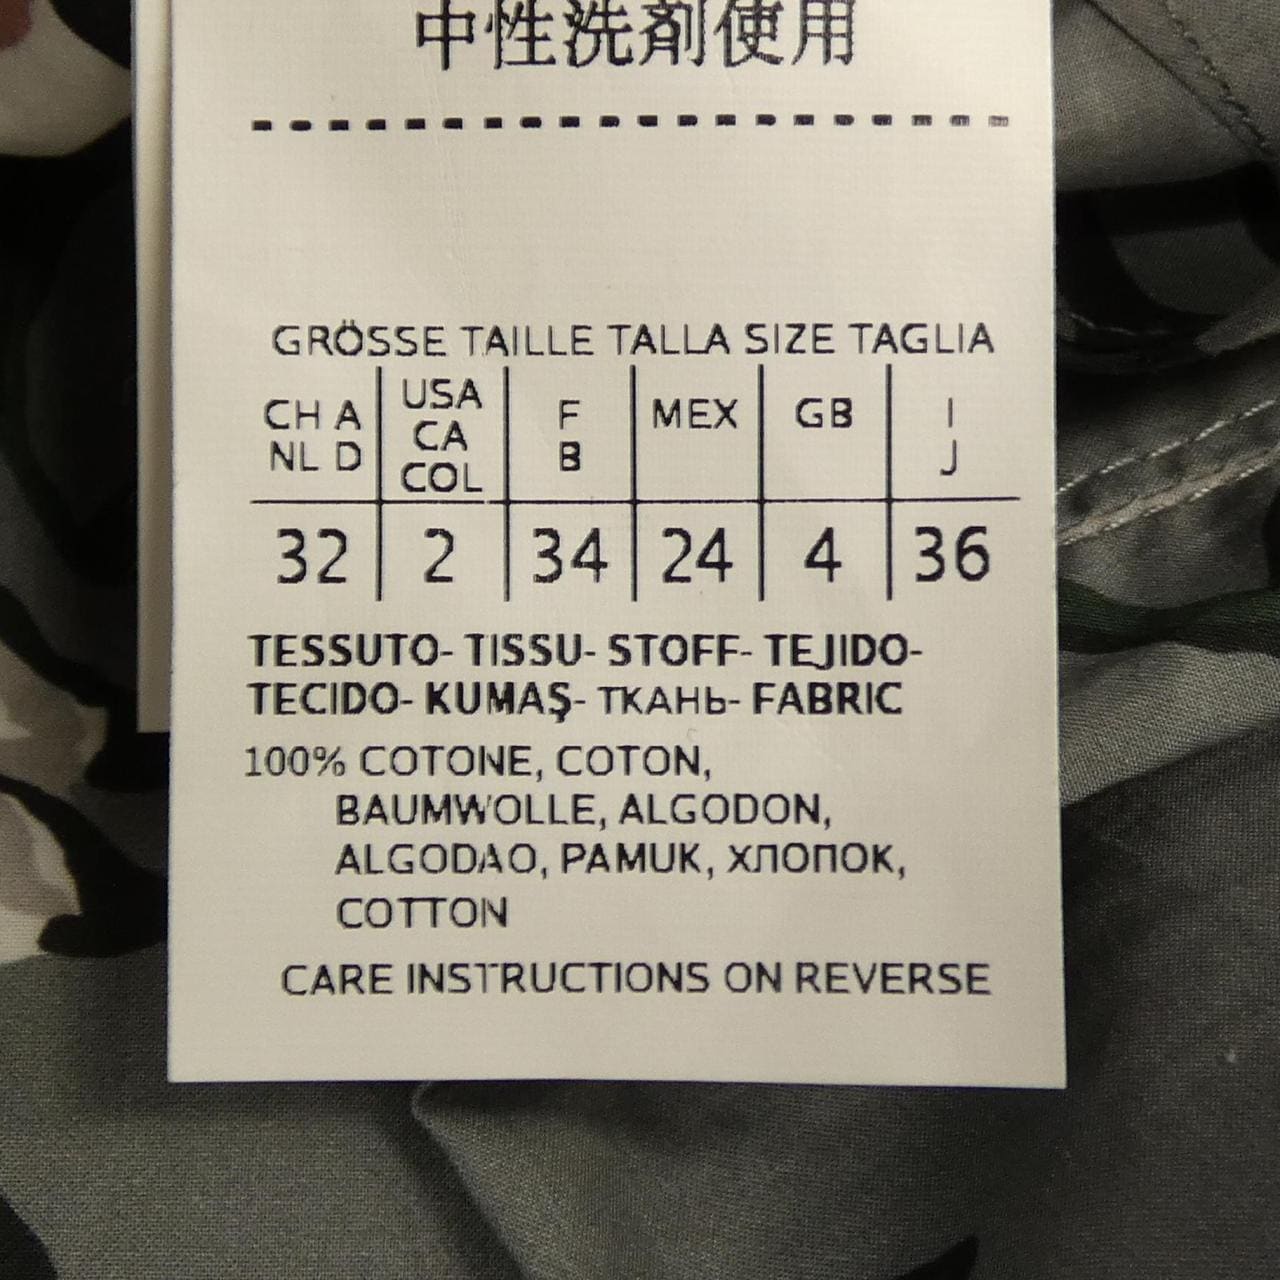 中性洗剤使用
GRÖSSE TAILLE TALLA SIZE TAGLIA
CH A NL D | USA CA COL | F B | MEX | GB | I J
32 | 2 | 34 | 24 | 4 | 36
TESSUTO- TISSU- STOFF- TEJIDO-
TECIDO- KUMAŞ- ТКАНЬ- FABRIC
100% COTONE, COTON,
BAUMWOLLE, ALGODON,
ALGODAO, PAMUK, ХЛОПОК,
COTTON
CARE INSTRUCTIONS ON REVERSE